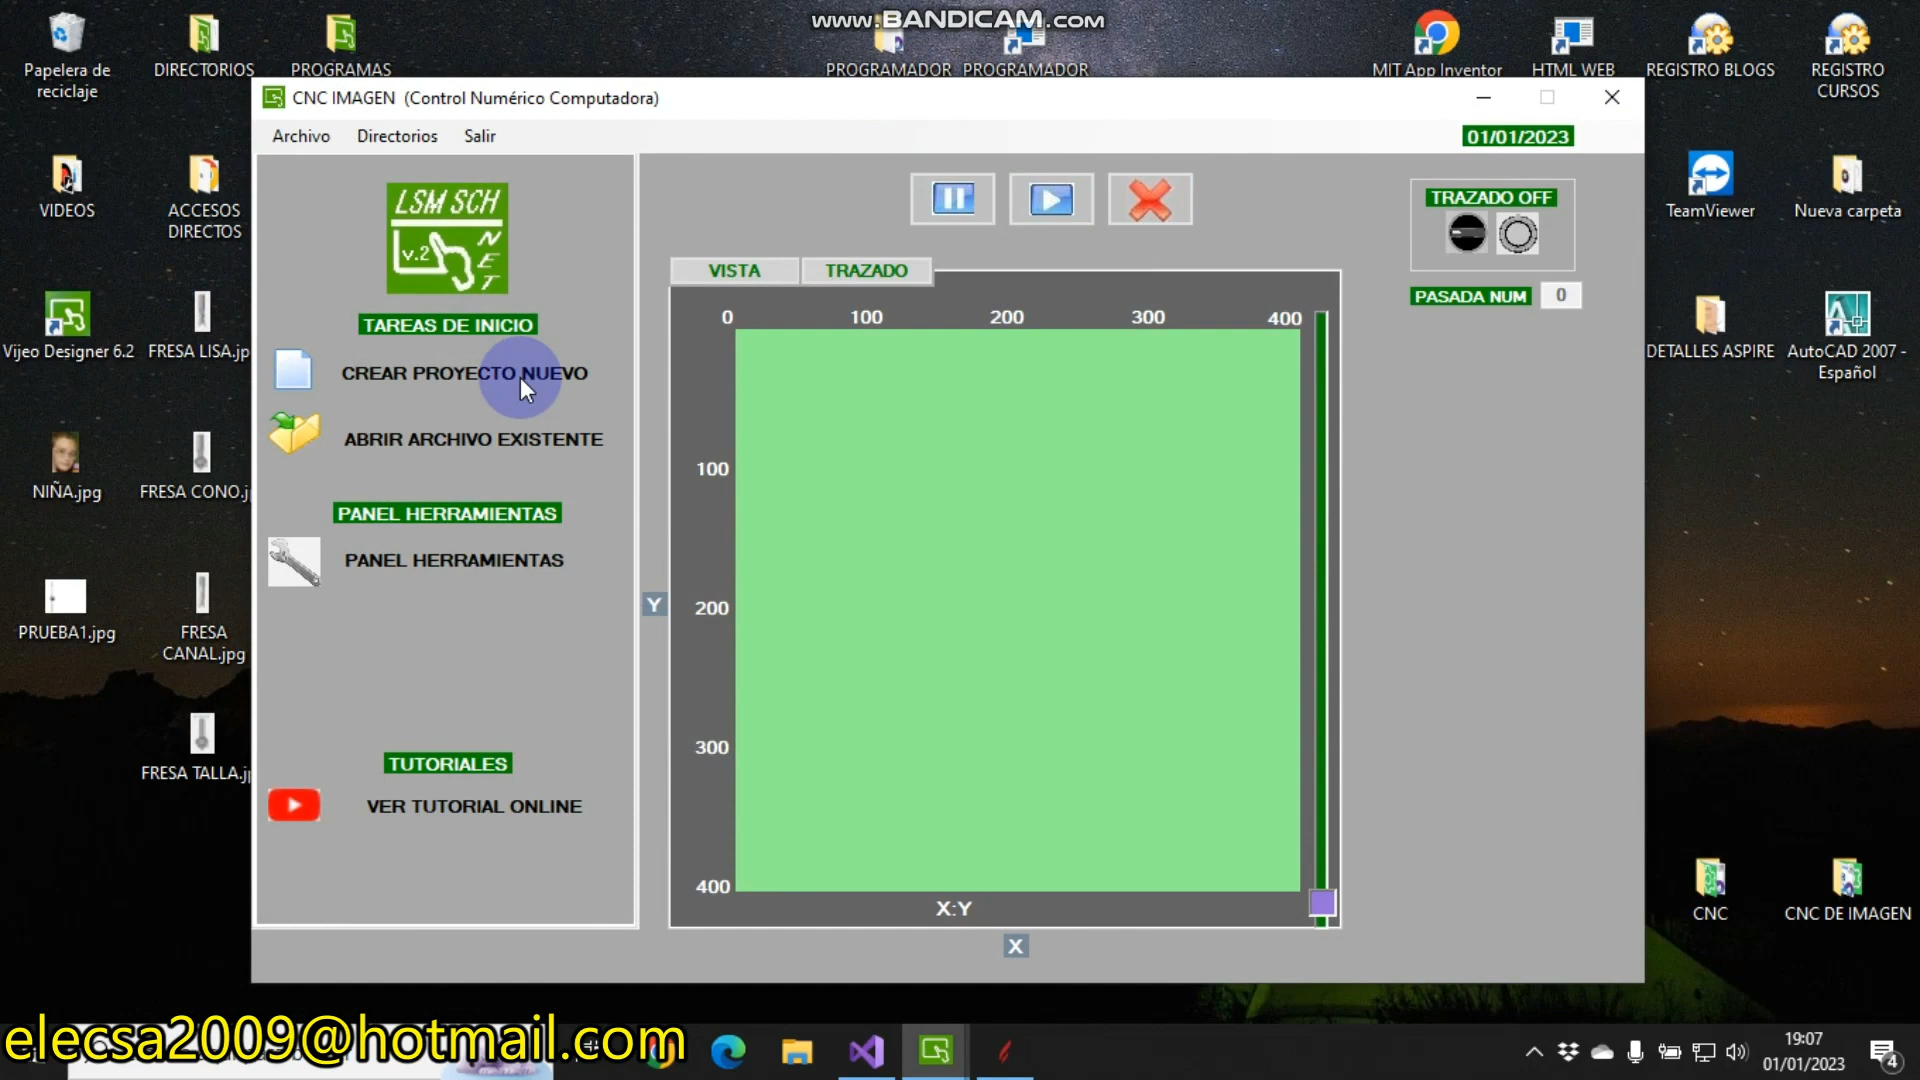 www.BANDICAM.com
Papelera de
reciclaje
DIRECTORIOS
PROGRAMAS
PROGRAMADOR
PROGRAMADOR
MIT App Inventor
HTML WEB
REGISTRO BLOGS
REGISTRO
CURSOS
CNC IMAGEN (Control Numérico Computadora)
Archivo
Directorios
Salir
01/01/2023
VIDEOS
ACCESOS
DIRECTOS
LSM SCH
v.2
NET
TRAZADO OFF
TeamViewer
Nueva carpeta
VISTA
TRAZADO
PASADA NUM
0
TAREAS DE INICIO
0
100
200
300
400
Vijeo Designer 6.2
FRESA LISA.jp
CREAR PROYECTO NUEVO
DETALLES ASPIRE
AutoCAD 2007 -
Español
ABRIR ARCHIVO EXISTENTE
100
NIÑA.jpg
FRESA CONO.j
PANEL HERRAMIENTAS
PANEL HERRAMIENTAS
Y
200
PRUEBA1.jpg
FRESA
CANAL.jpg
300
TUTORIALES
FRESA TALLA.j
VER TUTORIAL ONLINE
400
X:Y
X
CNC
CNC DE IMAGEN
elecsa2009@hotmail.com
19:07
01/01/2023
4